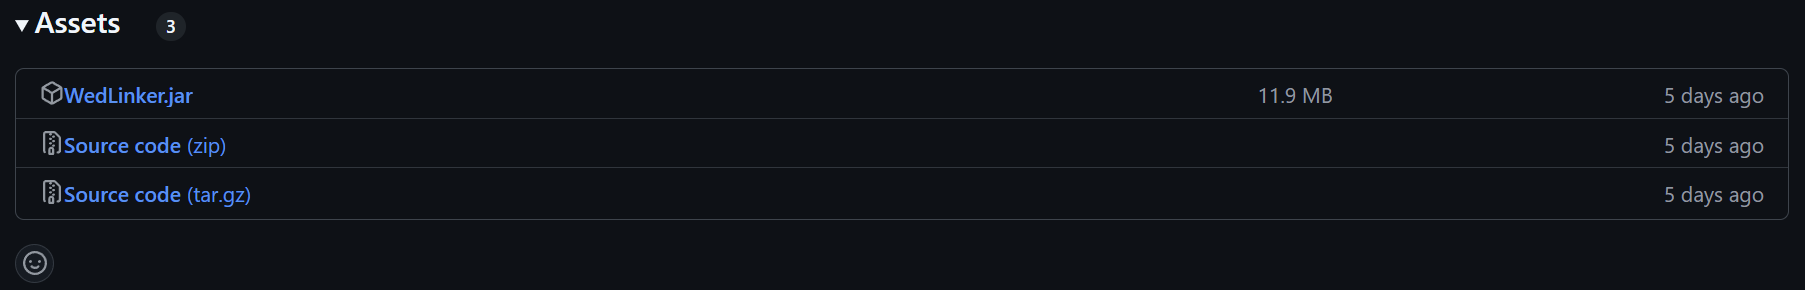 Assets 3
WedLinker.jar 11.9 MB 5 days ago
Source code (zip) 5 days ago
Source code (tar.gz) 5 days ago